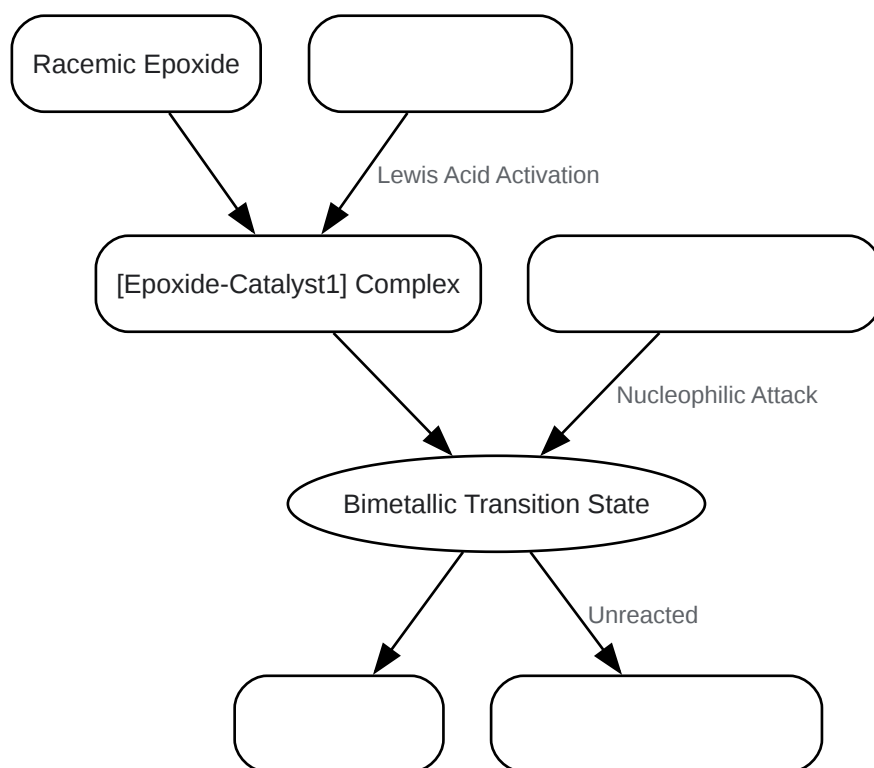 Racemic Epoxide
Lewis Acid Activation
[Epoxide-Catalyst1] Complex
Nucleophilic Attack
Bimetallic Transition State
Unreacted